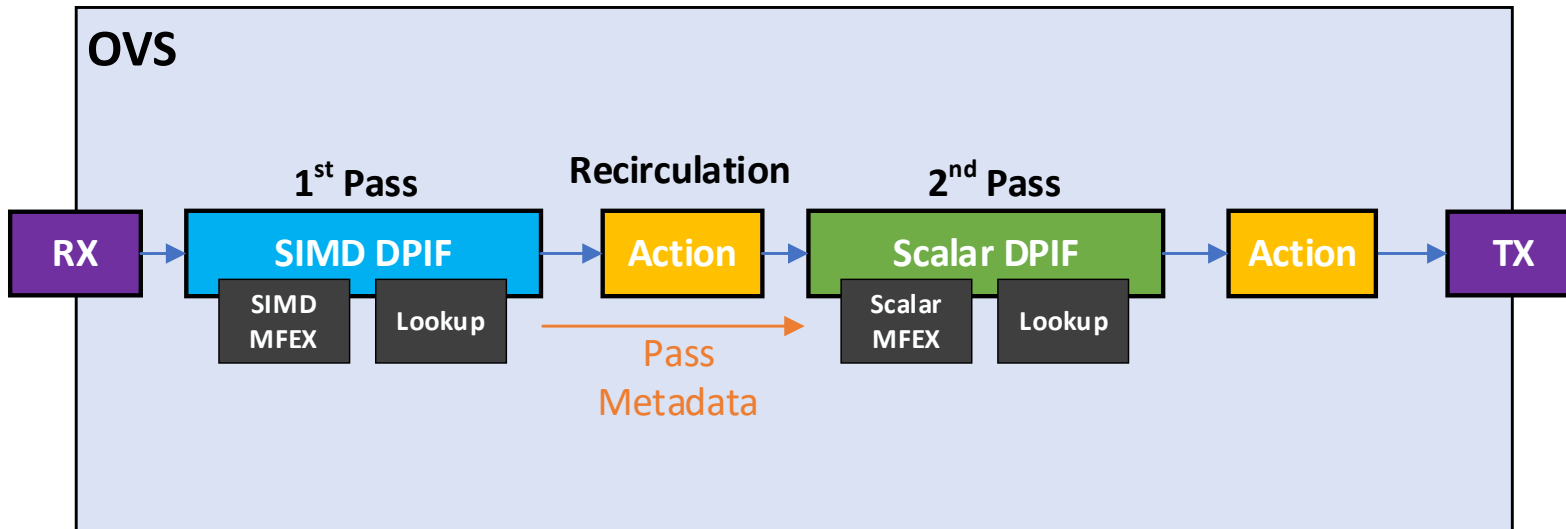 OVS
1st Pass
Recirculation
2nd Pass
RX
SIMD DPIF
Action
Scalar DPIF
Action
TX
SIMD
MFEX
Lookup
Scalar
MFEX
Lookup
Pass
Metadata